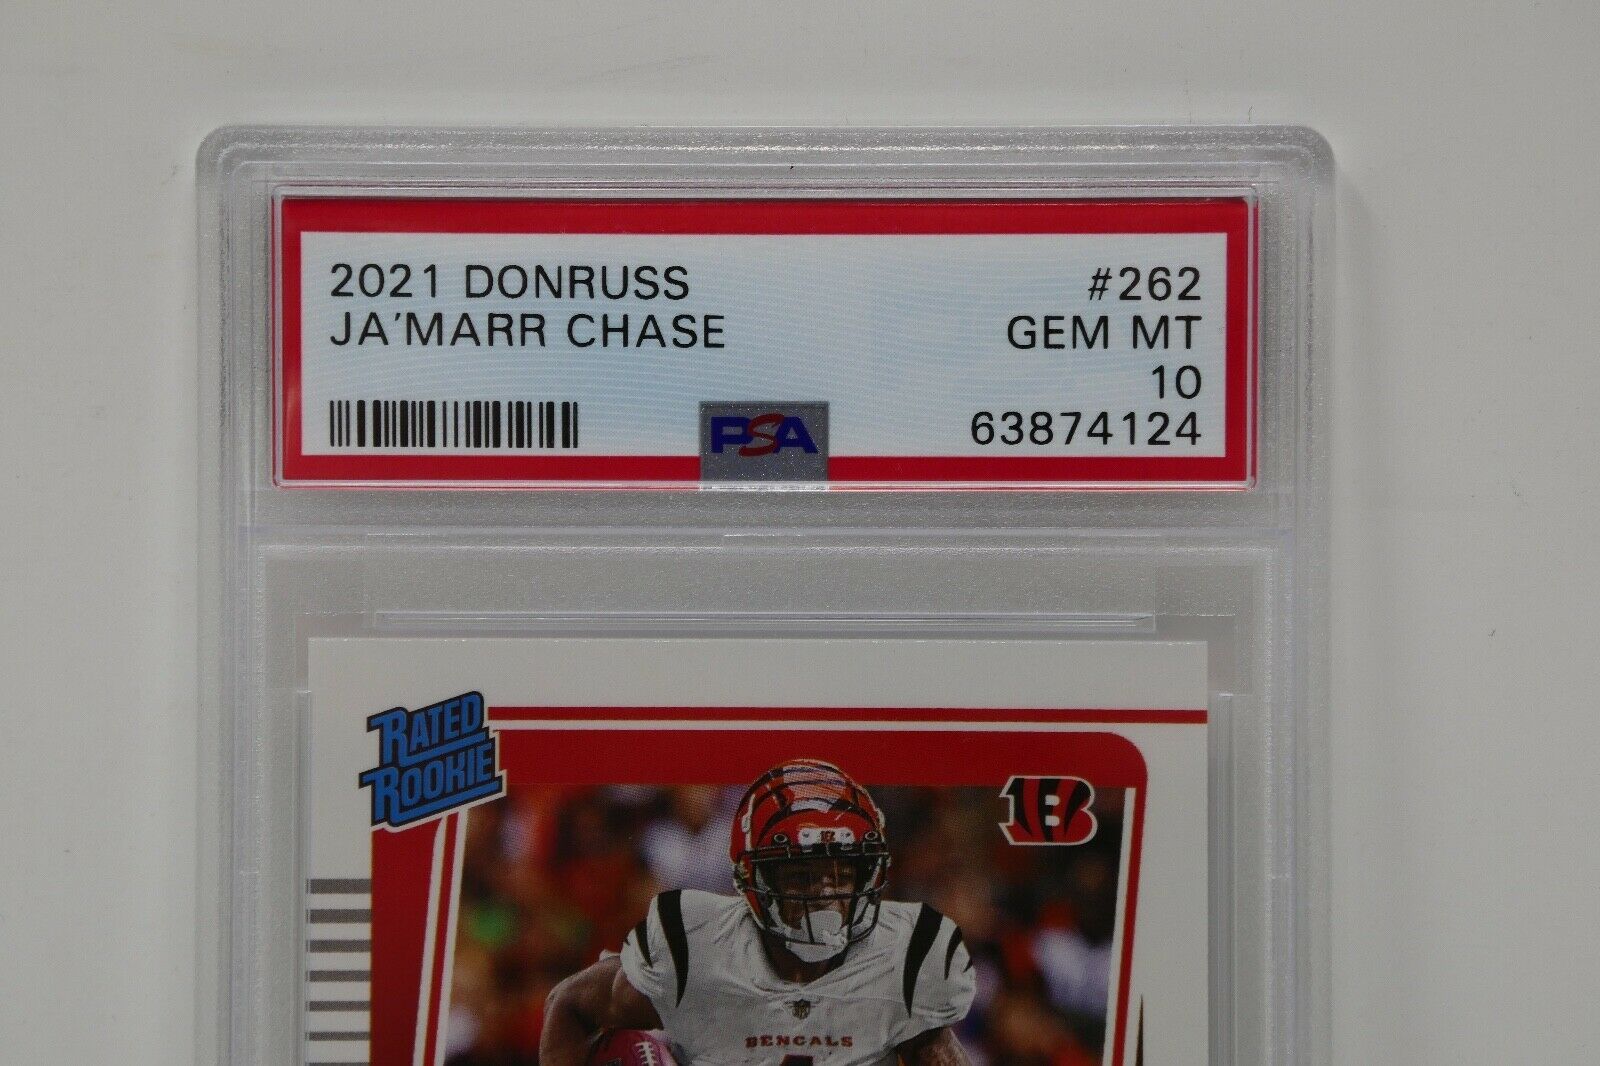 2021 DONRUSS #262
JA'MARR CHASE GEM MT
10
PSA 63874124
RATED
ROOKIE
B
BENGALS